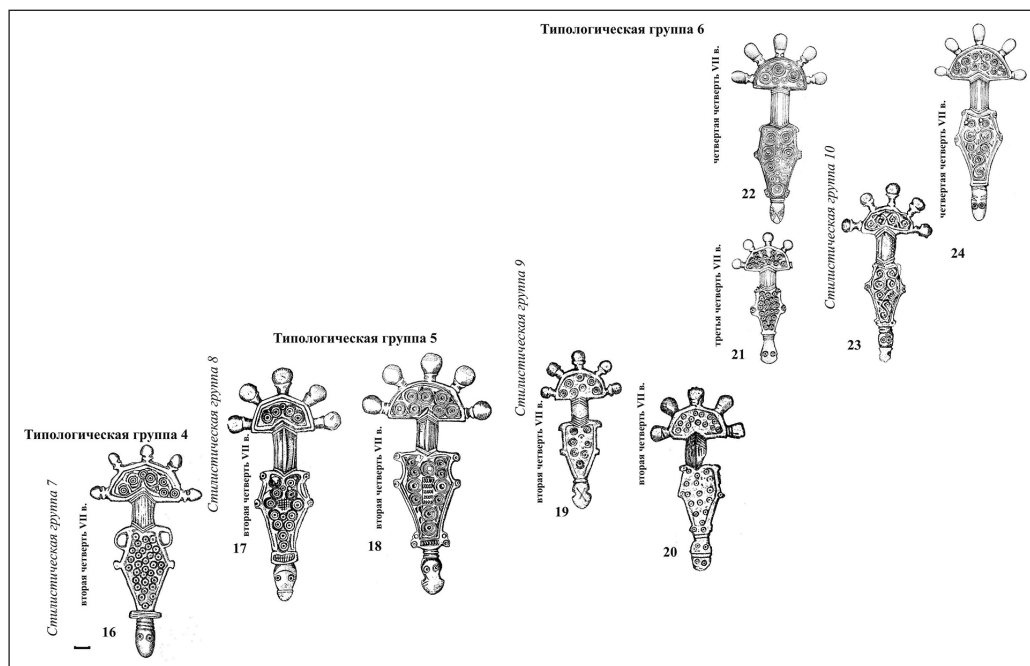 Типологическая группа 6
четвертая четверть VII в.
22
Стилистическая группа 10
четвертая четверть VII в.
24
третья четверть VII в.
21
23
Типологическая группа 5
Стилистическая группа 8
вторая четверть VII в.
17
вторая четверть VII в.
18
Стилистическая группа 9
вторая четверть VII в.
19
вторая четверть VII в.
20
Типологическая группа 4
Стилистическая группа 7
вторая четверть VII в.
16